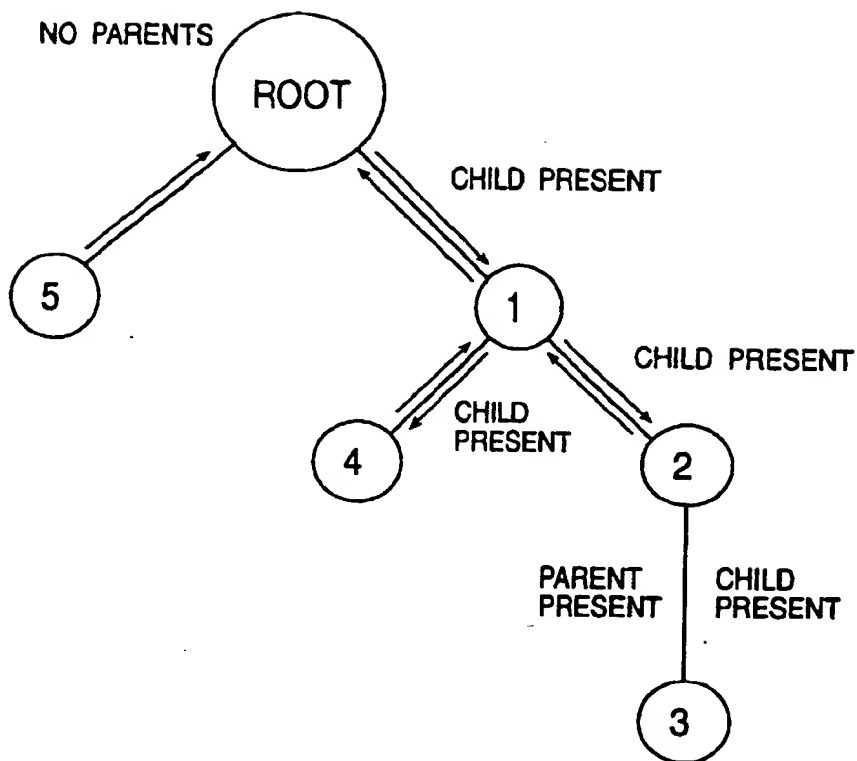 NO PARENTS
ROOT
CHILD PRESENT
5
1
CHILD PRESENT
CHILD
PRESENT
4
2
PARENT
PRESENT
CHILD
PRESENT
3